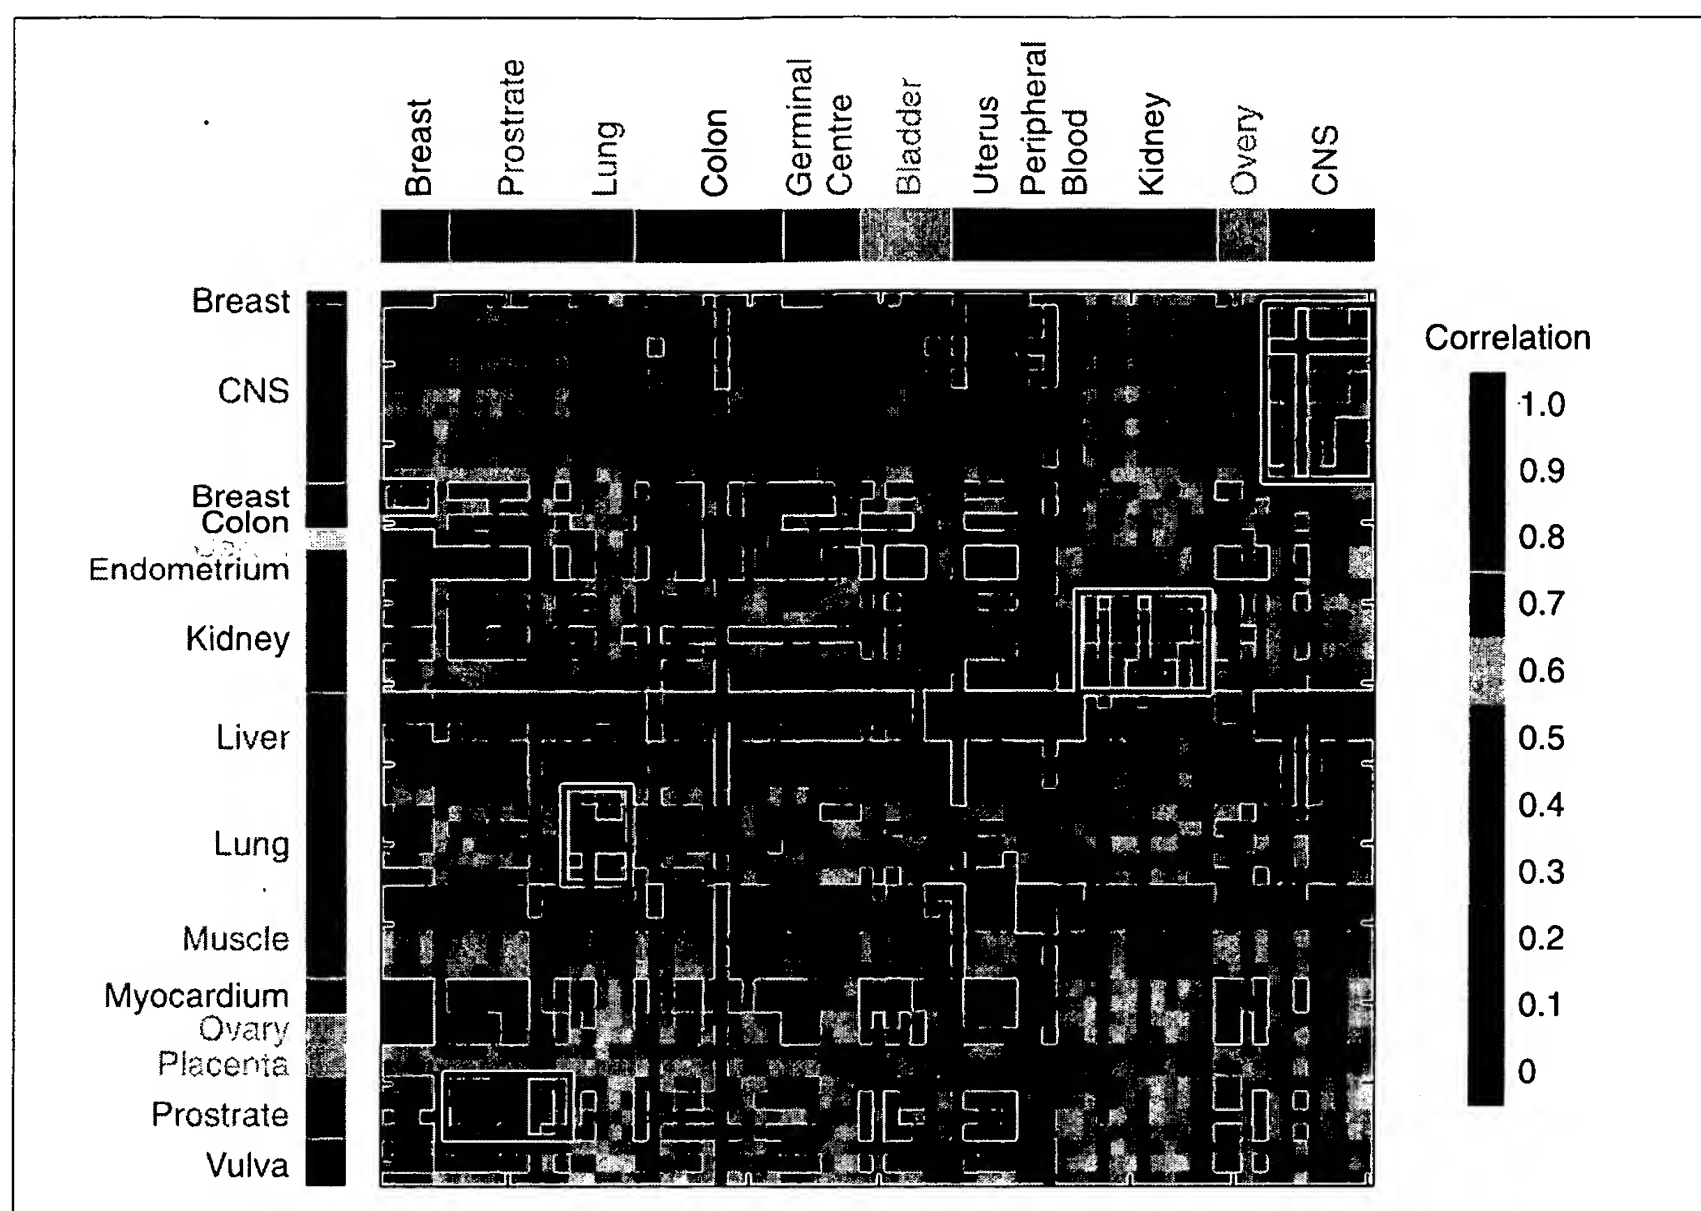 Breast
Prostrate
Lung
Colon
Germinal
Centre
Bladder
Uterus
Peripheral
Blood
Kidney
Overy
CNS
Breast
CNS
Breast
Colon
Endometrium
Kidney
Liver
Lung
Muscle
Myocardium
Ovary
Placenta
Prostrate
Vulva
Correlation
1.0
0.9
0.8
0.7
0.6
0.5
0.4
0.3
0.2
0.1
0